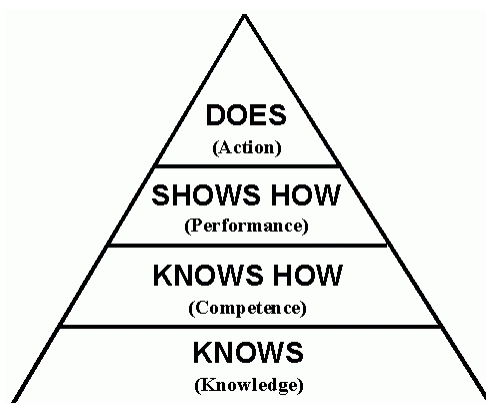 DOES
(Action)
SHOWS HOW
(Performance)
KNOWS HOW
(Competence)
KNOWS
(Knowledge)